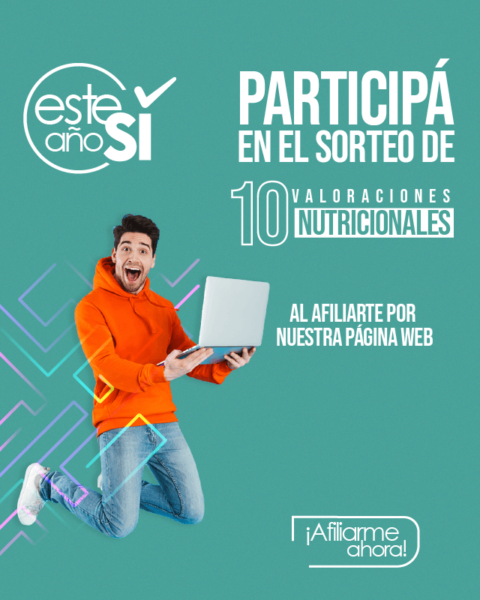 este
año SÍ
PARTICIPÁ
EN EL SORTEO DE
10 VALORACIONES
NUTRICIONALES
AL AFILIARTE POR
NUESTRA PÁGINA WEB
¡Afiliarme
ahora!